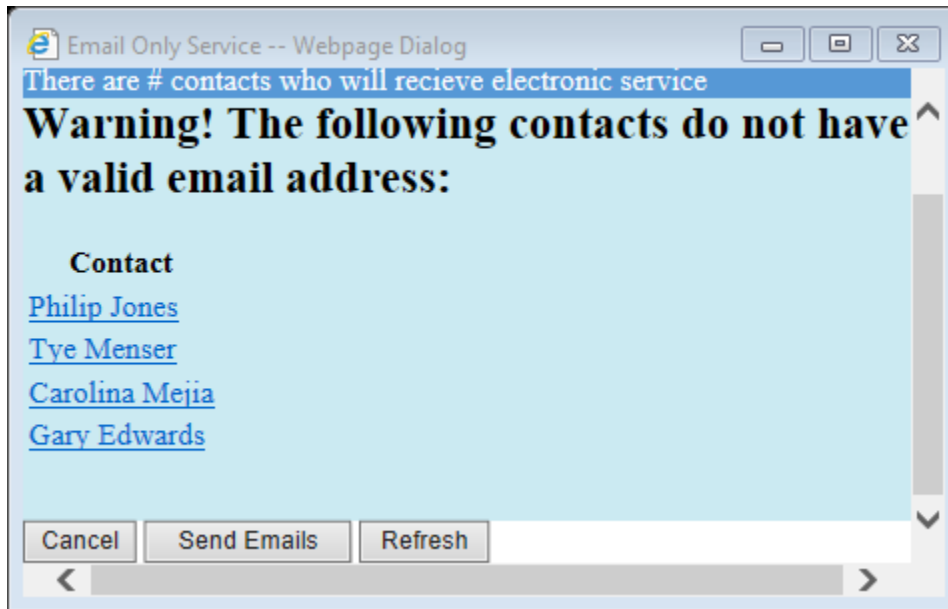 Email Only Service -- Webpage Dialog
There are # contacts who will recieve electronic service
Warning! The following contacts do not have
a valid email address:
Contact
Philip Jones
Tye Menser
Carolina Mejia
Gary Edwards
Cancel Send Emails Refresh